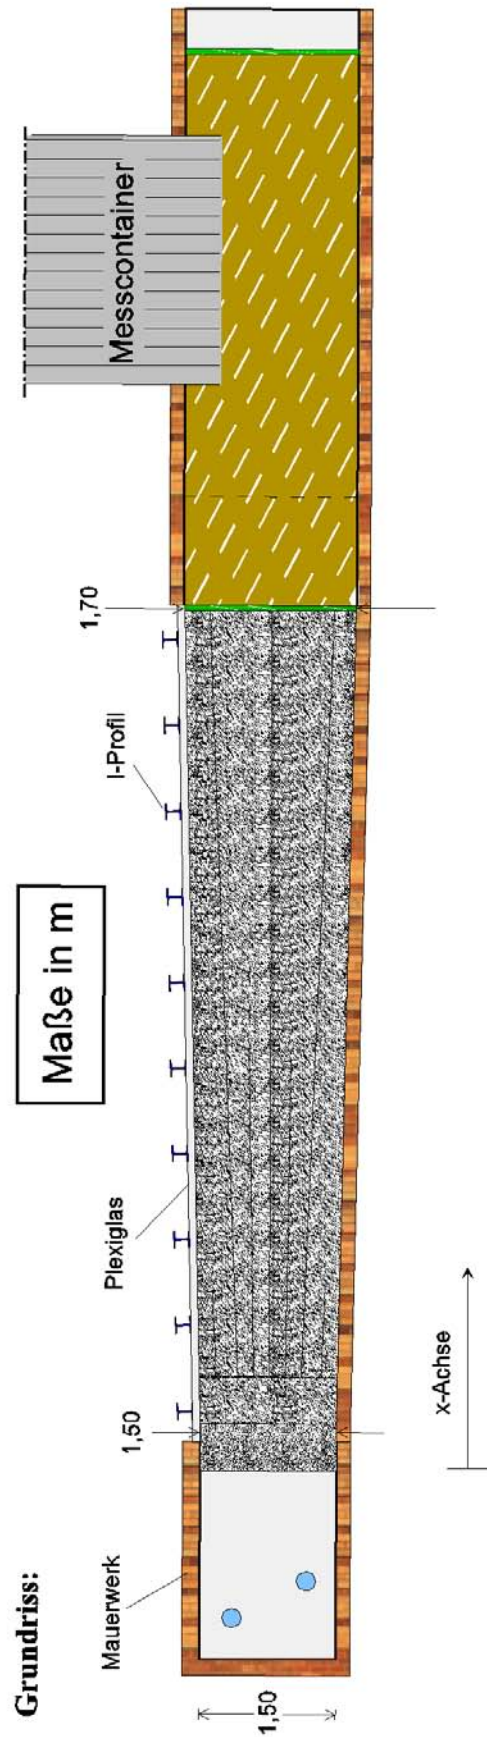 Grundriss:
Maße in m
Messcontainer
Mauerwerk
1,50
Plexiglas
I-Profil
1,70
1,50
x-Achse